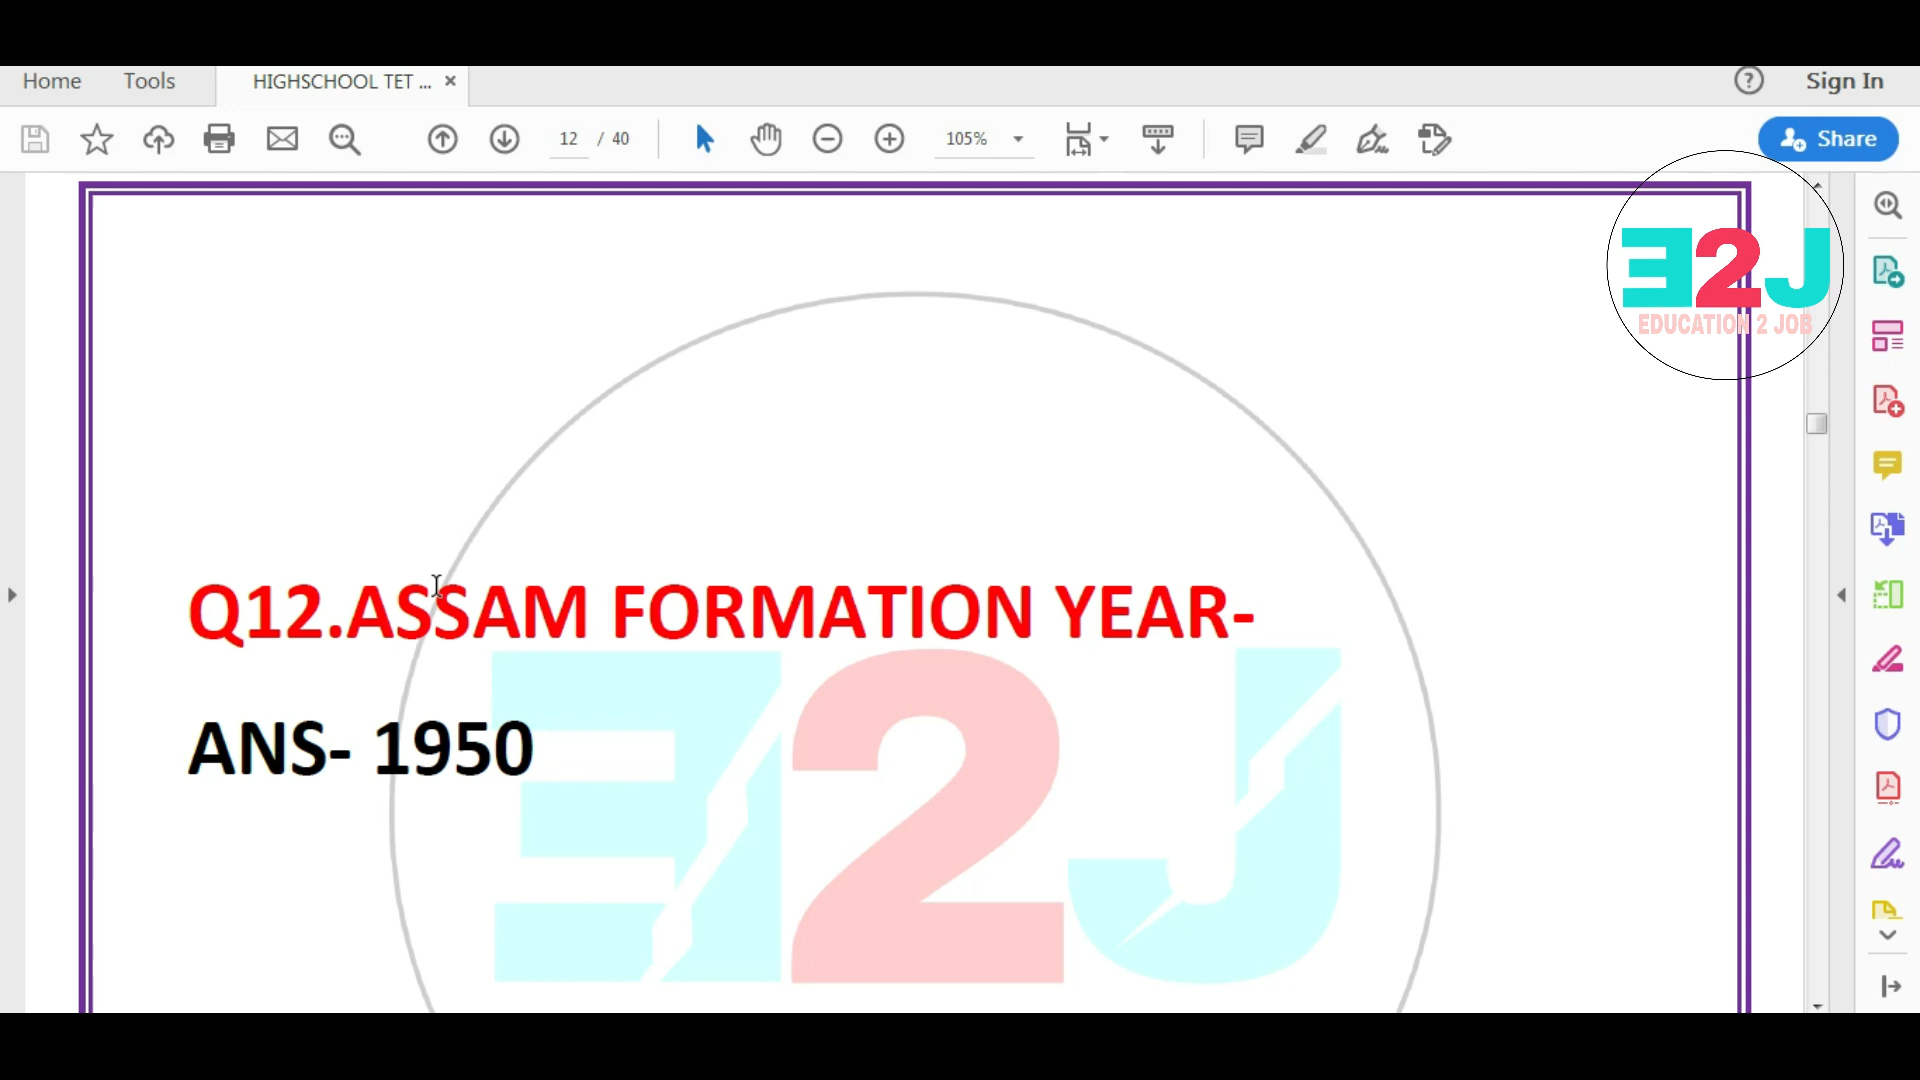 Home Tools HIGHSCHOOL TET ... Sign In
12 / 40 105% Share
E2J
EDUCATION 2 JOB
Q12.ASSAM FORMATION YEAR-
ANS- 1950
E2J